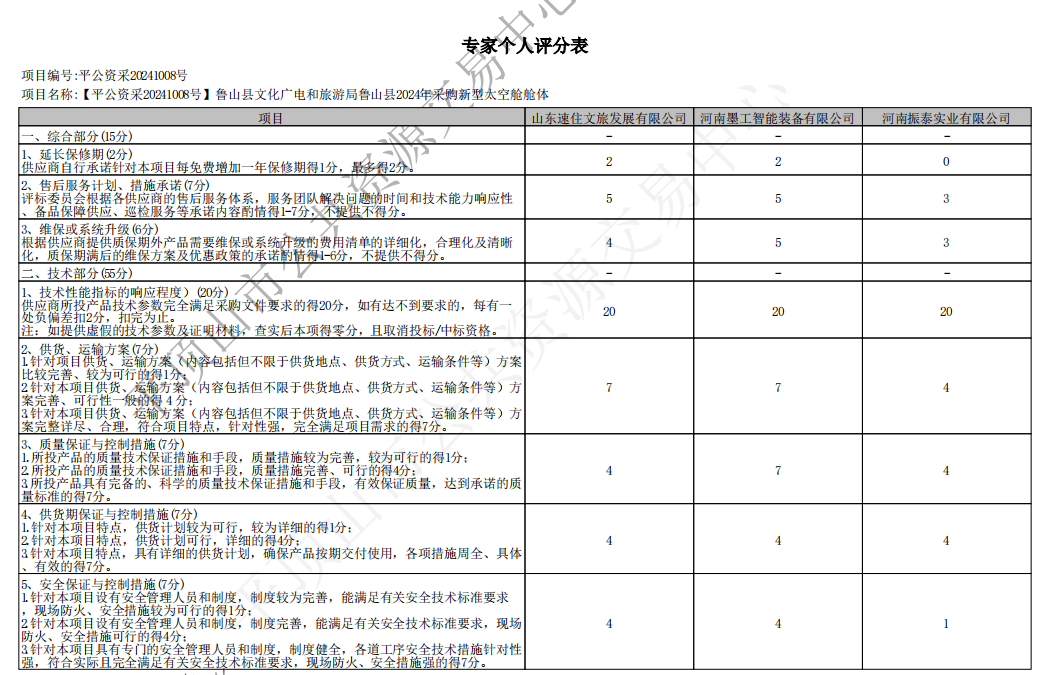 专家个人评分表
项目编号:平公资采20241008号
项目名称:【平公资采20241008号】鲁山县文化广电和旅游局鲁山县2024年采购新型太空舱舱体
项目 山东速住文旅发展有限公司 河南墨工智能装备有限公司 河南振泰实业有限公司
一、综合部分(15分) - - -
1、延长保修期(2分)
供应商自行承诺针对本项目每免费增加一年保修期得1分，最多得2分。 2 2 0
2、售后服务计划、措施承诺(7分)
评标委员会根据各供应商的售后服务体系，服务团队解决问题的时间和技术能力响应性
、备品保障供应、巡检服务等承诺内容酌情得1-7分，不提供不得分。 5 5 3
3、维保或系统升级(6分)
根据供应商提供质保期外产品需要维保或系统升级的费用清单的详细化，合理化及清晰
化，质保期满后的维保方案及优惠政策的承诺酌情得1-6分，不提供不得分。 4 5 3
二、技术部分(55分) - - -
1、技术性能指标的响应程度）(20分)
供应商所投产品技术参数完全满足采购文件要求的得20分，如有达不到要求的，每有一
处负偏差扣2分，扣完为止。
注：如提供虚假的技术参数及证明材料，查实后本项得零分，且取消投标/中标资格。 20 20 20
2、供货、运输方案(7分)
1.针对项目供货、运输方案（内容包括但不限于供货地点、供货方式、运输条件等）方案
比较完善、较为可行的得1分；
2.针对本项目供货、运输方案（内容包括但不限于供货地点、供货方式、运输条件等）方
案完善、可行性一般的得 4 分；
3.针对本项目供货、运输方案（内容包括但不限于供货地点、供货方式、运输条件等）方
案完整详尽、合理，符合项目特点，针对性强，完全满足项目需求的得7分。 7 7 4
3、质量保证与控制措施(7分)
1.所投产品的质量技术保证措施和手段，质量措施较为完善，较为可行的得1分；
2.所投产品的质量技术保证措施和手段，质量措施完善、可行的得4分；
3.所投产品具有完备的、科学的质量技术保证措施和手段，有效保证质量，达到承诺的质
量标准的得7分。 4 7 4
4、供货期保证与控制措施(7分)
1.针对本项目特点，供货计划较为可行，较为详细的得1分；
2.针对本项目特点，供货计划可行，详细的得4分；
3.针对本项目特点，具有详细的供货计划，确保产品按期交付使用，各项措施周全、具体
、有效的得7分。 4 4 4
5、安全保证与控制措施(7分)
1.针对本项目设有安全管理人员和制度，制度较为完善，能满足有关安全技术标准要求
，现场防火、安全措施较为可行的得1分；
2.针对本项目设有安全管理人员和制度，制度完善，能满足有关安全技术标准要求，现场
防火、安全措施可行的得4分；
3.针对本项目具有专门的安全管理人员和制度，制度健全，各道工序安全技术措施针对性
强，符合实际且完全满足有关安全技术标准要求，现场防火、安全措施强的得7分。 4 4 1
平顶山市公共资源交易中心
平顶山市公共资源交易中心